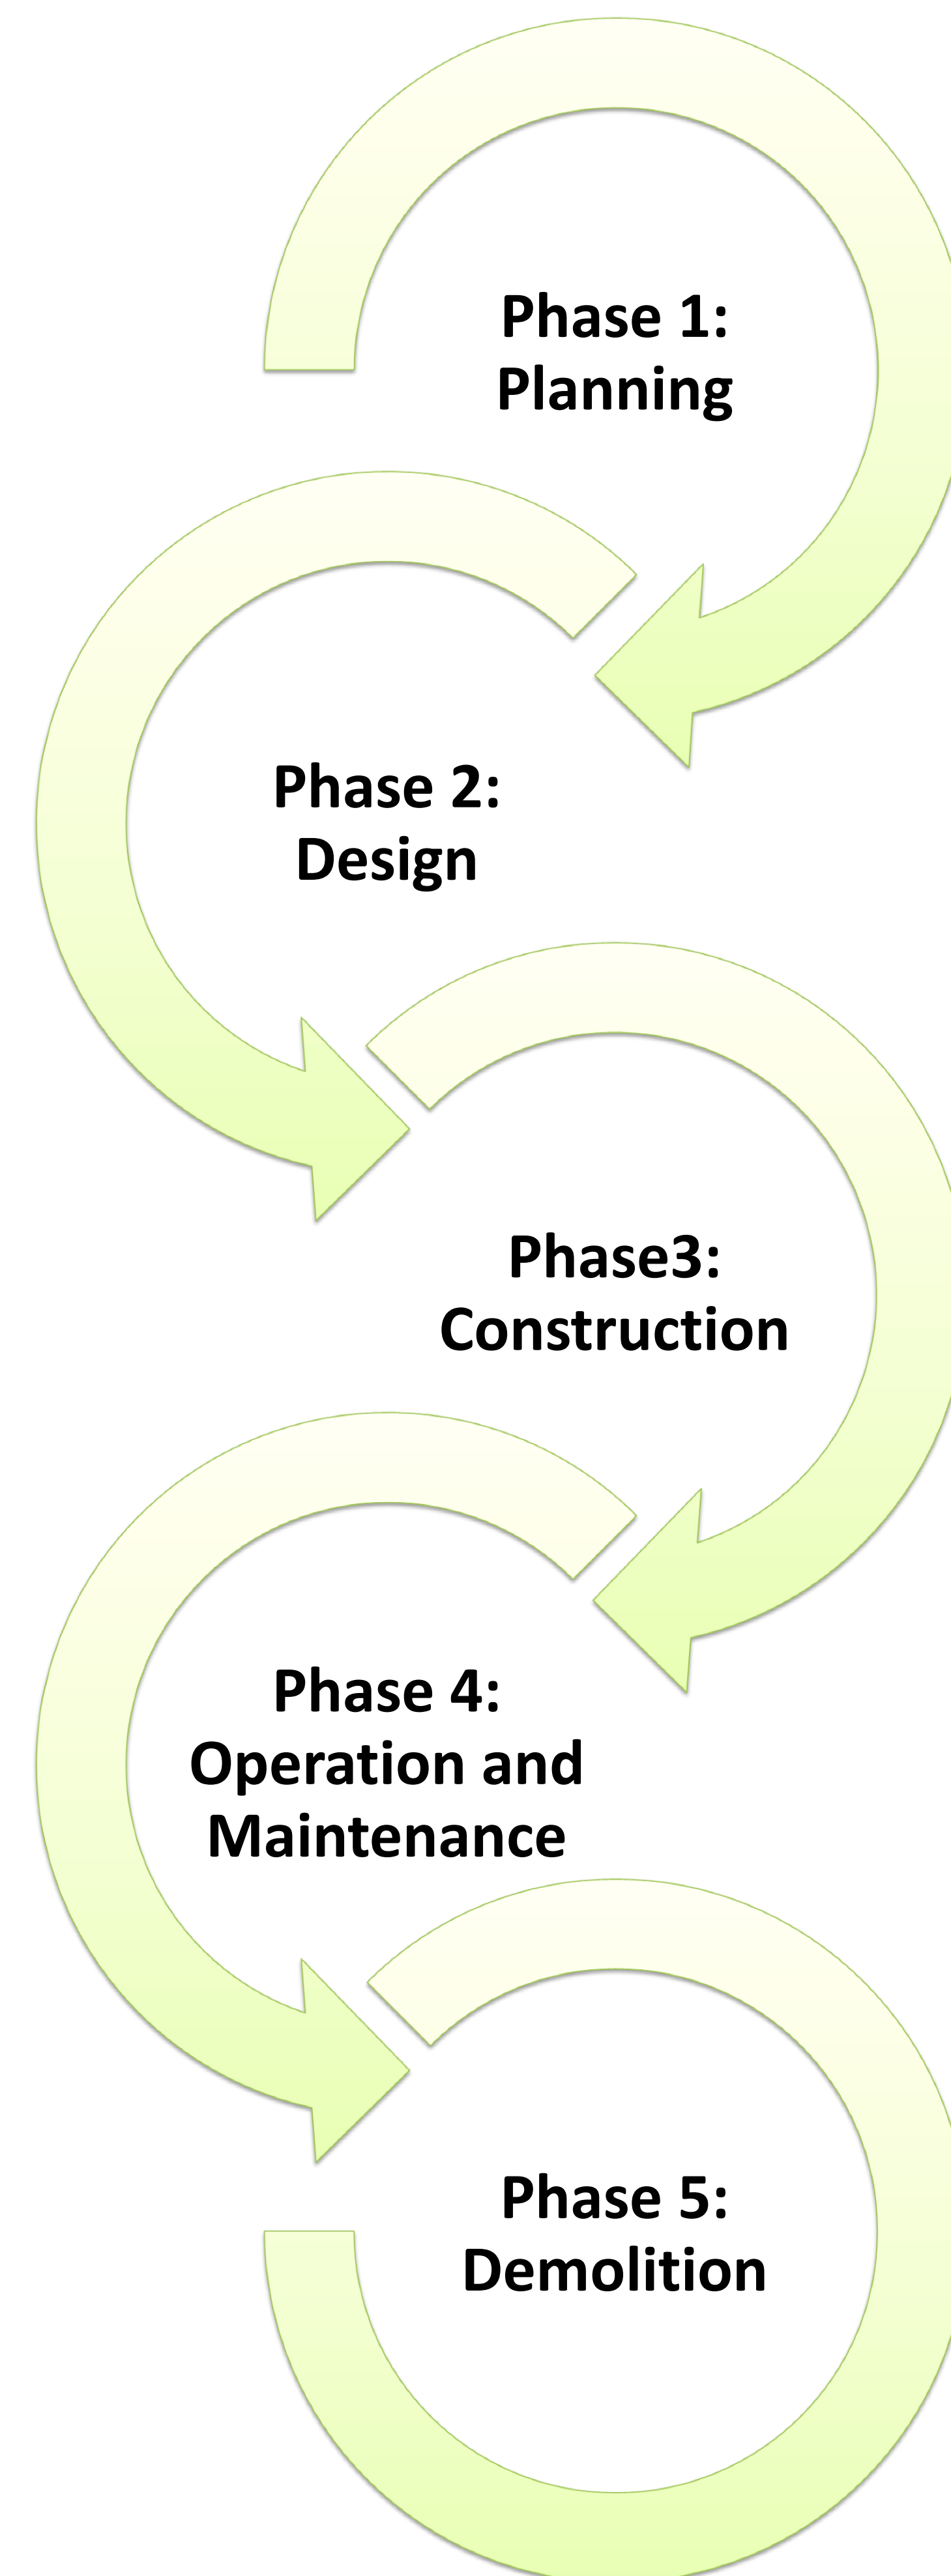 Phase 1:
Planning
Phase 2:
Design
Phase3:
Construction
Phase 4:
Operation and
Maintenance
Phase 5:
Demolition